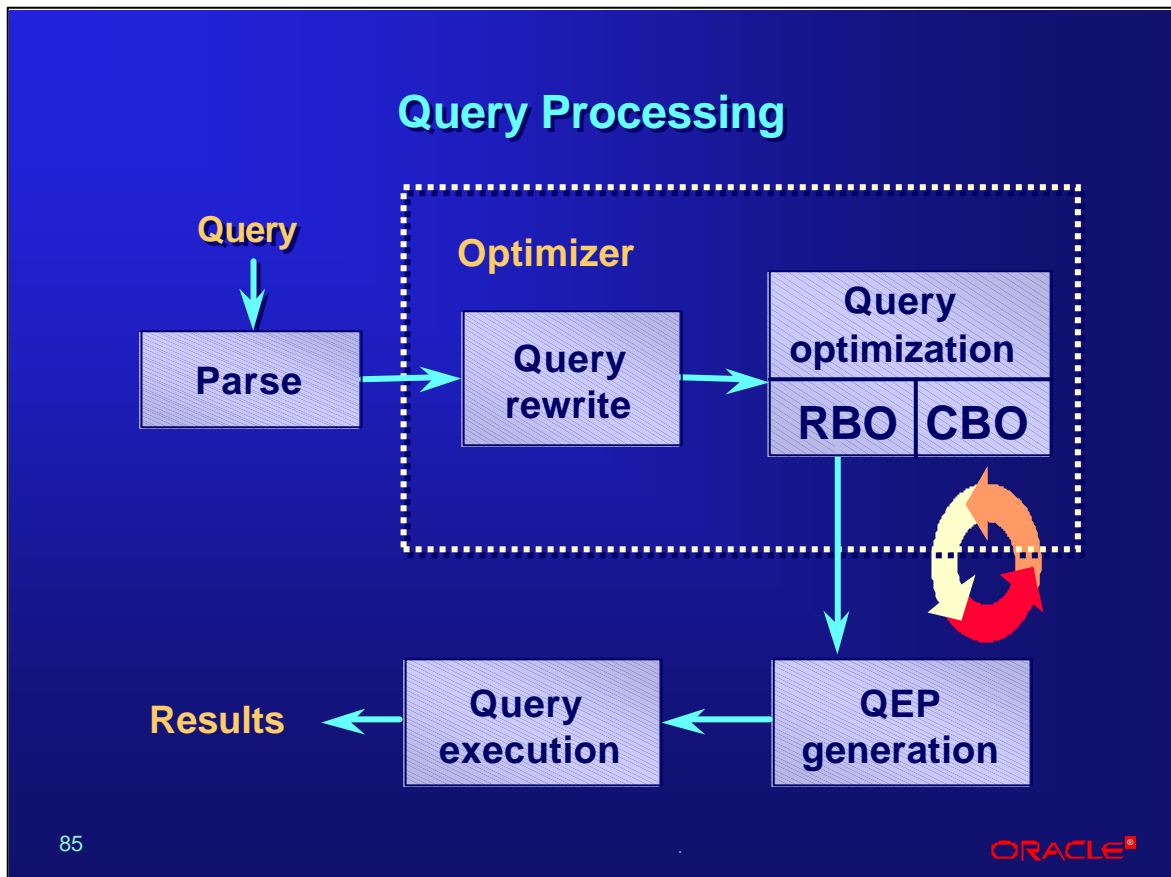 Query Processing
Query
Optimizer
Parse
Query
rewrite
Query
optimization
RBO
CBO
Results
Query
execution
QEP
generation
85
.
ORACLE®